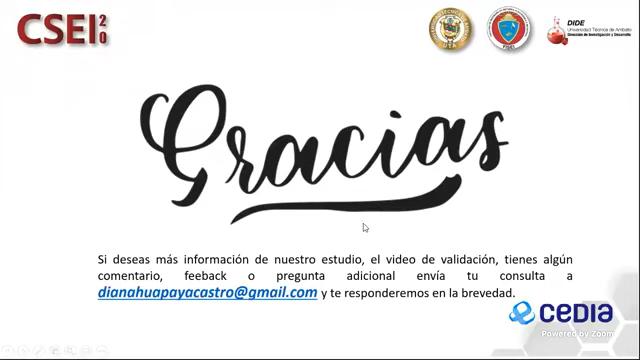 CSEI 20
DIDE
Universidad Técnica de Ambato
Dirección de Investigación y Desarrollo
UTA
FISEI
Gracias
Si deseas más información de nuestro estudio, el video de validación, tienes algún
comentario, feeback o pregunta adicional envía tu consulta a
dianahuapayacastro@gmail.com y te responderemos en la brevedad.
cedia
Powered by Zoom